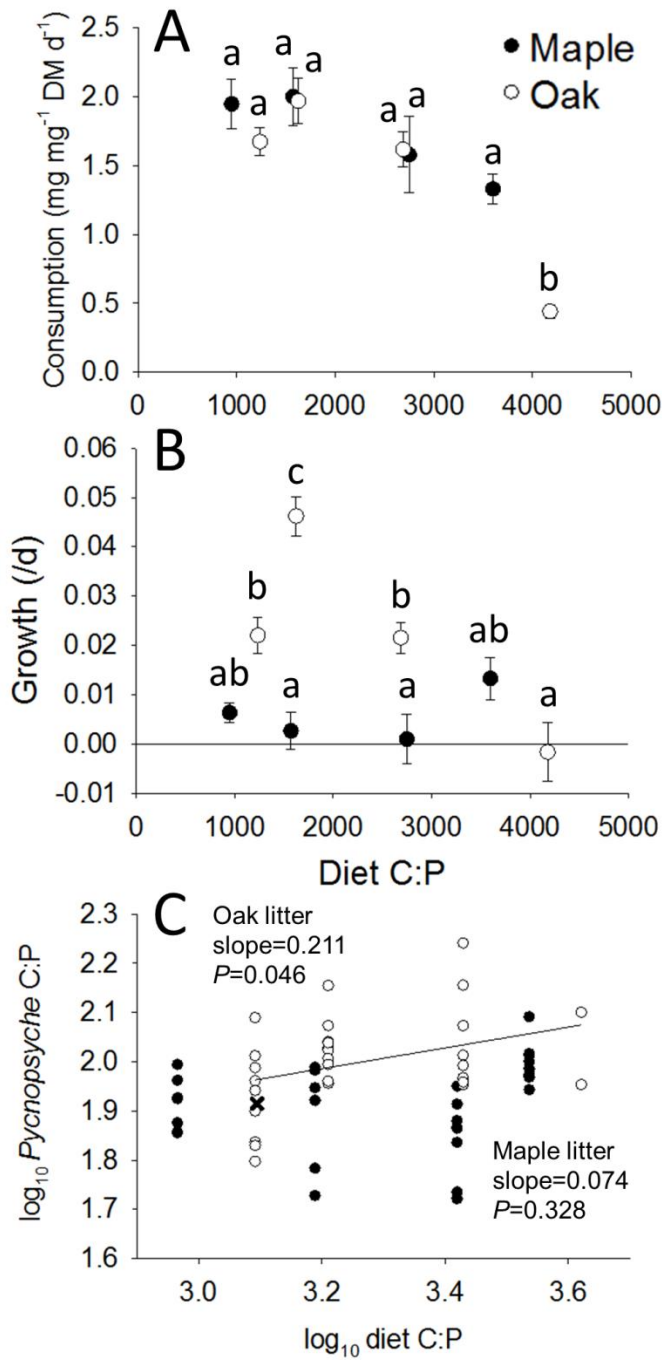 A
Maple
Oak
Consumption (mg mg⁻¹ DM d⁻¹)
2.5
2.0
1.5
1.0
0.5
0.0
a
a
a
a
a
a
a
b
0 1000 2000 3000 4000 5000
B
Growth (/d)
0.06
0.05
0.04
0.03
0.02
0.01
0.00
-0.01
c
b
b
ab
ab
a
a
a
0 1000 2000 3000 4000 5000
Diet C:P
C
log₁₀ Pycnopsyche C:P
2.3
2.2
2.1
2.0
1.9
1.8
1.7
1.6
Oak litter
slope=0.211
P=0.046
Maple litter
slope=0.074
P=0.328
3.0 3.2 3.4 3.6
log₁₀ diet C:P